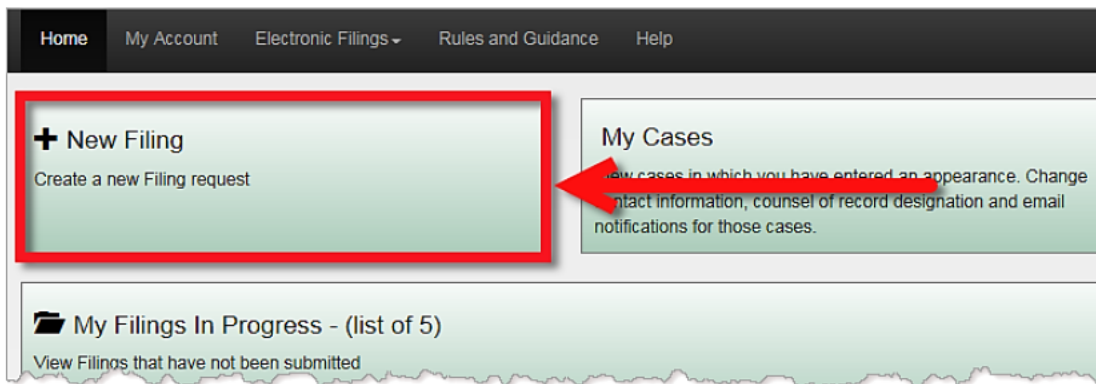 Home My Account Electronic Filings Rules and Guidance Help
New Filing
Create a new Filing request
My Cases
cases in which you have entered an appearance. Change
information, counsel of record designation and email
notifications for those cases.
My Filings In Progress - (list of 5)
View Filings that have not been submitted